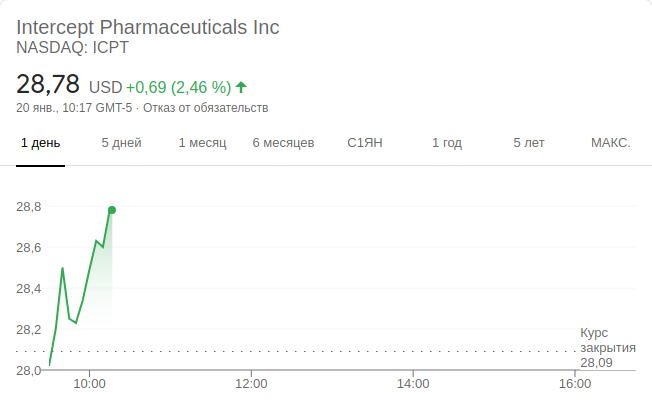 Intercept Pharmaceuticals Inc
NASDAQ: ICPT
28,78 USD +0,69 (2,46 %)
20 янв., 10:17 GMT-5 · Отказ от обязательств
1 день 5 дней 1 месяц 6 месяцев С1ЯН 1 год 5 лет МАКС.
28,8
28,6
28,4
28,2
28,0
Курс
закрытия
28,09
10:00 12:00 14:00 16:00